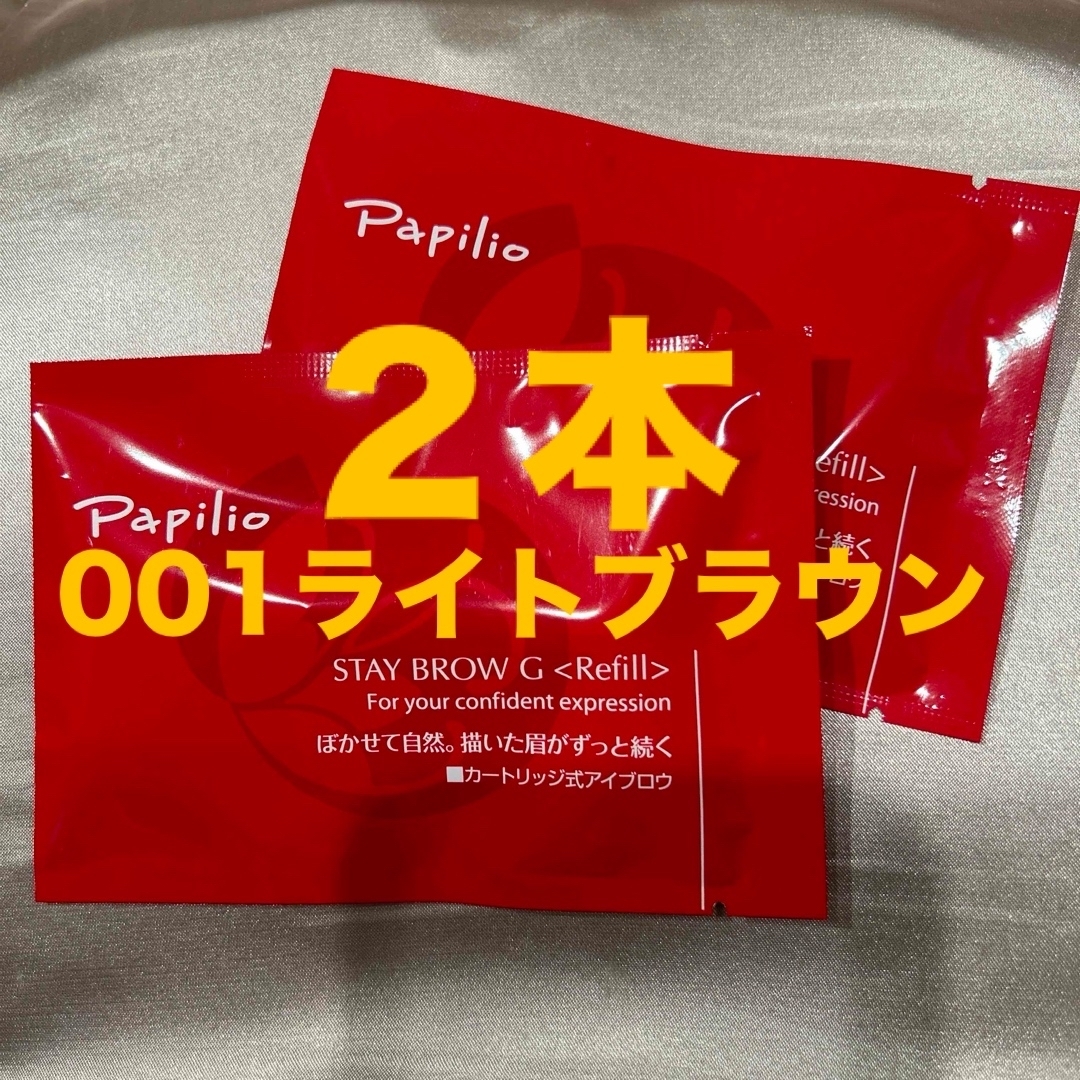 Papilio
2本
efill>
ression
と続く
Papilio
001ライトブラウン
STAY BROW G <Refill>
For your confident expression
ぼかせて自然。描いた眉がずっと続く
■カートリッジ式アイブロウ